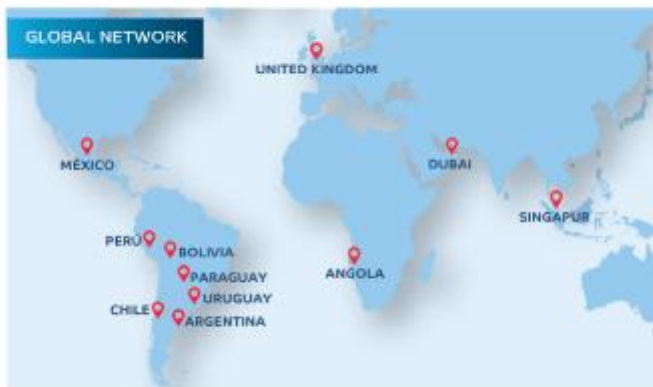 GLOBAL NETWORK
UNITED KINGDOM
MÉXICO
DUBAI
SINGAPUR
PERÚ
BOLIVIA
ANGOLA
PARAGUAY
URUGUAY
CHILE
ARGENTINA